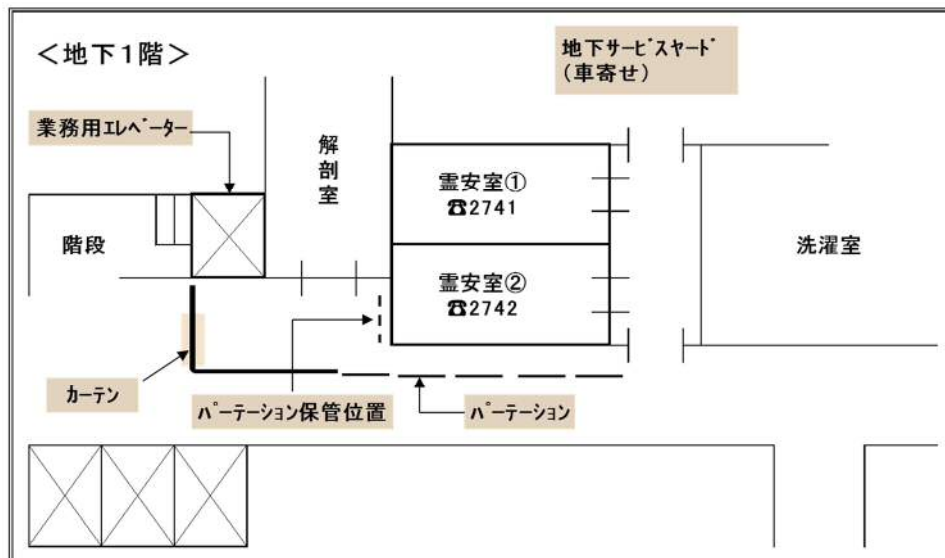 ＜地下１階＞
地下ｻｰﾋﾞｽﾔｰﾄﾞ
(車寄せ)
業務用ｴﾚﾍﾞｰﾀｰ
解剖室
霊安室①
☎2741
階段
洗濯室
霊安室②
☎2742
ｶｰﾃﾝ
ﾊﾟｰﾃｰｼｮﾝ保管位置
ﾊﾟｰﾃｰｼｮﾝ